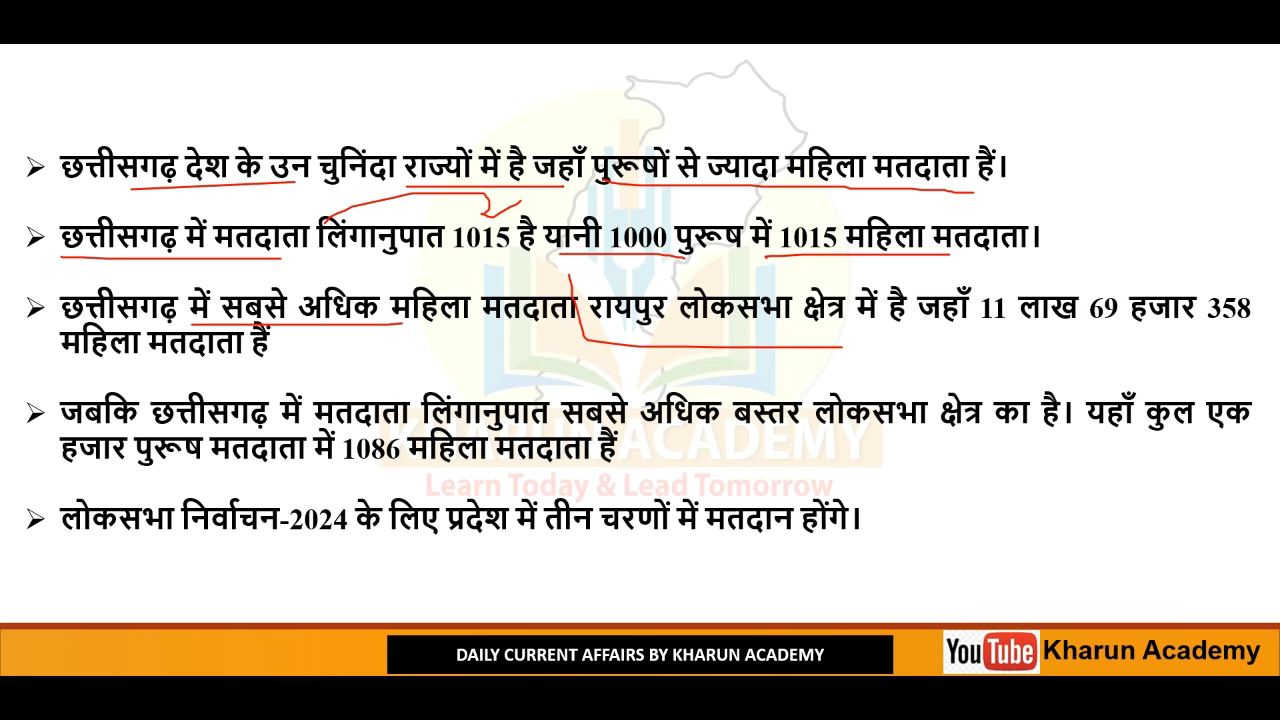 ➢ छत्तीसगढ़ देश के उन चुनिंदा राज्यों में है जहाँ पुरूषों से ज्यादा महिला मतदाता हैं।
➢ छत्तीसगढ़ में मतदाता लिंगानुपात 1015 है यानी 1000 पुरूष में 1015 महिला मतदाता।
➢ छत्तीसगढ़ में सबसे अधिक महिला मतदाता रायपुर लोकसभा क्षेत्र में है जहाँ 11 लाख 69 हजार 358
महिला मतदाता हैं
➢ जबकि छत्तीसगढ़ में मतदाता लिंगानुपात सबसे अधिक बस्तर लोकसभा क्षेत्र का है। यहाँ कुल एक
हजार पुरूष मतदाता में 1086 महिला मतदाता हैं
KHARUN ACADEMY
Learn Today & Lead Tomorrow
➢ लोकसभा निर्वाचन-2024 के लिए प्रदेश में तीन चरणों में मतदान होंगे।
DAILY CURRENT AFFAIRS BY KHARUN ACADEMY
YouTube Kharun Academy